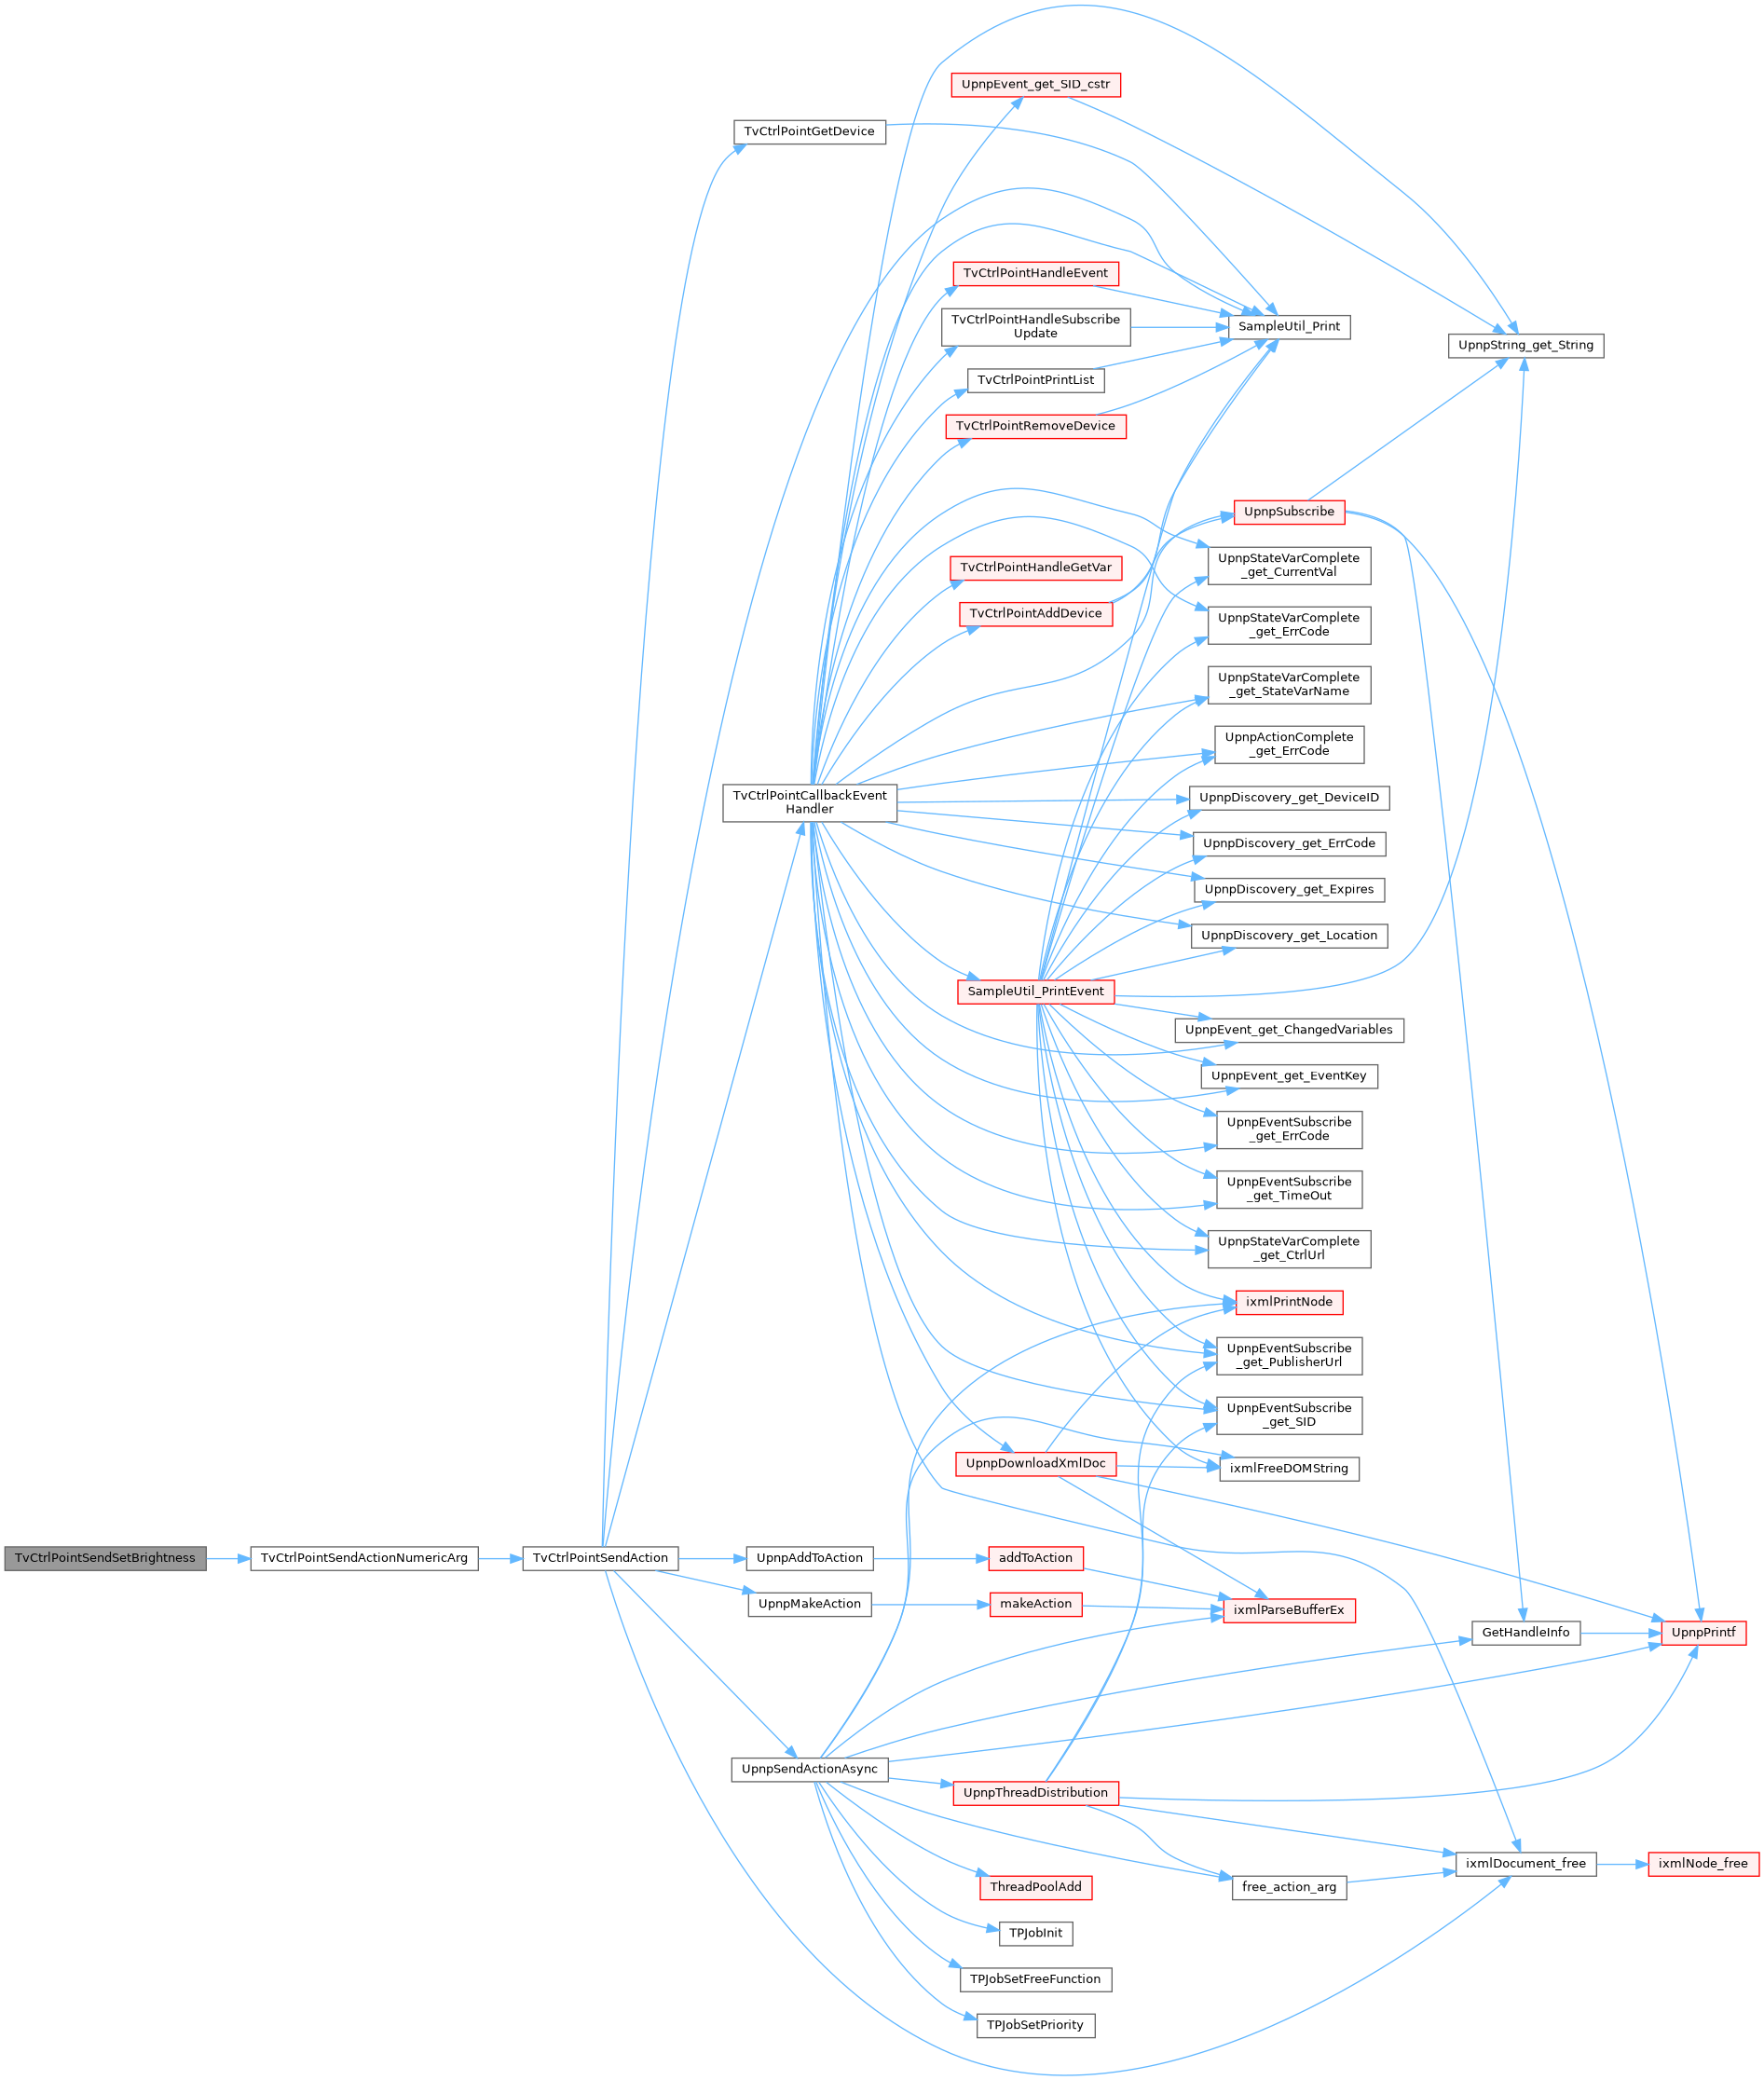 TvCtrlPointSendSetBrightness
TvCtrlPointSendActionNumericArg
TvCtrlPointSendAction
TvCtrlPointGetDevice
TvCtrlPointCallbackEvent
Handler
UpnpAddToAction
UpnpMakeAction
UpnpSendActionAsync
UpnpEvent_get_SID_cstr
TvCtrlPointHandleEvent
TvCtrlPointHandleSubscribe
Update
TvCtrlPointPrintList
TvCtrlPointRemoveDevice
TvCtrlPointHandleGetVar
TvCtrlPointAddDevice
SampleUtil_PrintEvent
UpnpDownloadXmlDoc
addToAction
makeAction
UpnpThreadDistribution
ThreadPoolAdd
TPJobInit
TPJobSetFreeFunction
TPJobSetPriority
SampleUtil_Print
UpnpSubscribe
UpnpStateVarComplete
_get_CurrentVal
UpnpStateVarComplete
_get_ErrCode
UpnpStateVarComplete
_get_StateVarName
UpnpActionComplete
_get_ErrCode
UpnpDiscovery_get_DeviceID
UpnpDiscovery_get_ErrCode
UpnpDiscovery_get_Expires
UpnpDiscovery_get_Location
UpnpEvent_get_ChangedVariables
UpnpEvent_get_EventKey
UpnpEventSubscribe
_get_ErrCode
UpnpEventSubscribe
_get_TimeOut
UpnpStateVarComplete
_get_CtrlUrl
ixmlPrintNode
UpnpEventSubscribe
_get_PublisherUrl
UpnpEventSubscribe
_get_SID
ixmlFreeDOMString
ixmlParseBufferEx
free_action_arg
UpnpString_get_String
GetHandleInfo
ixmlDocument_free
UpnpPrintf
ixmlNode_free